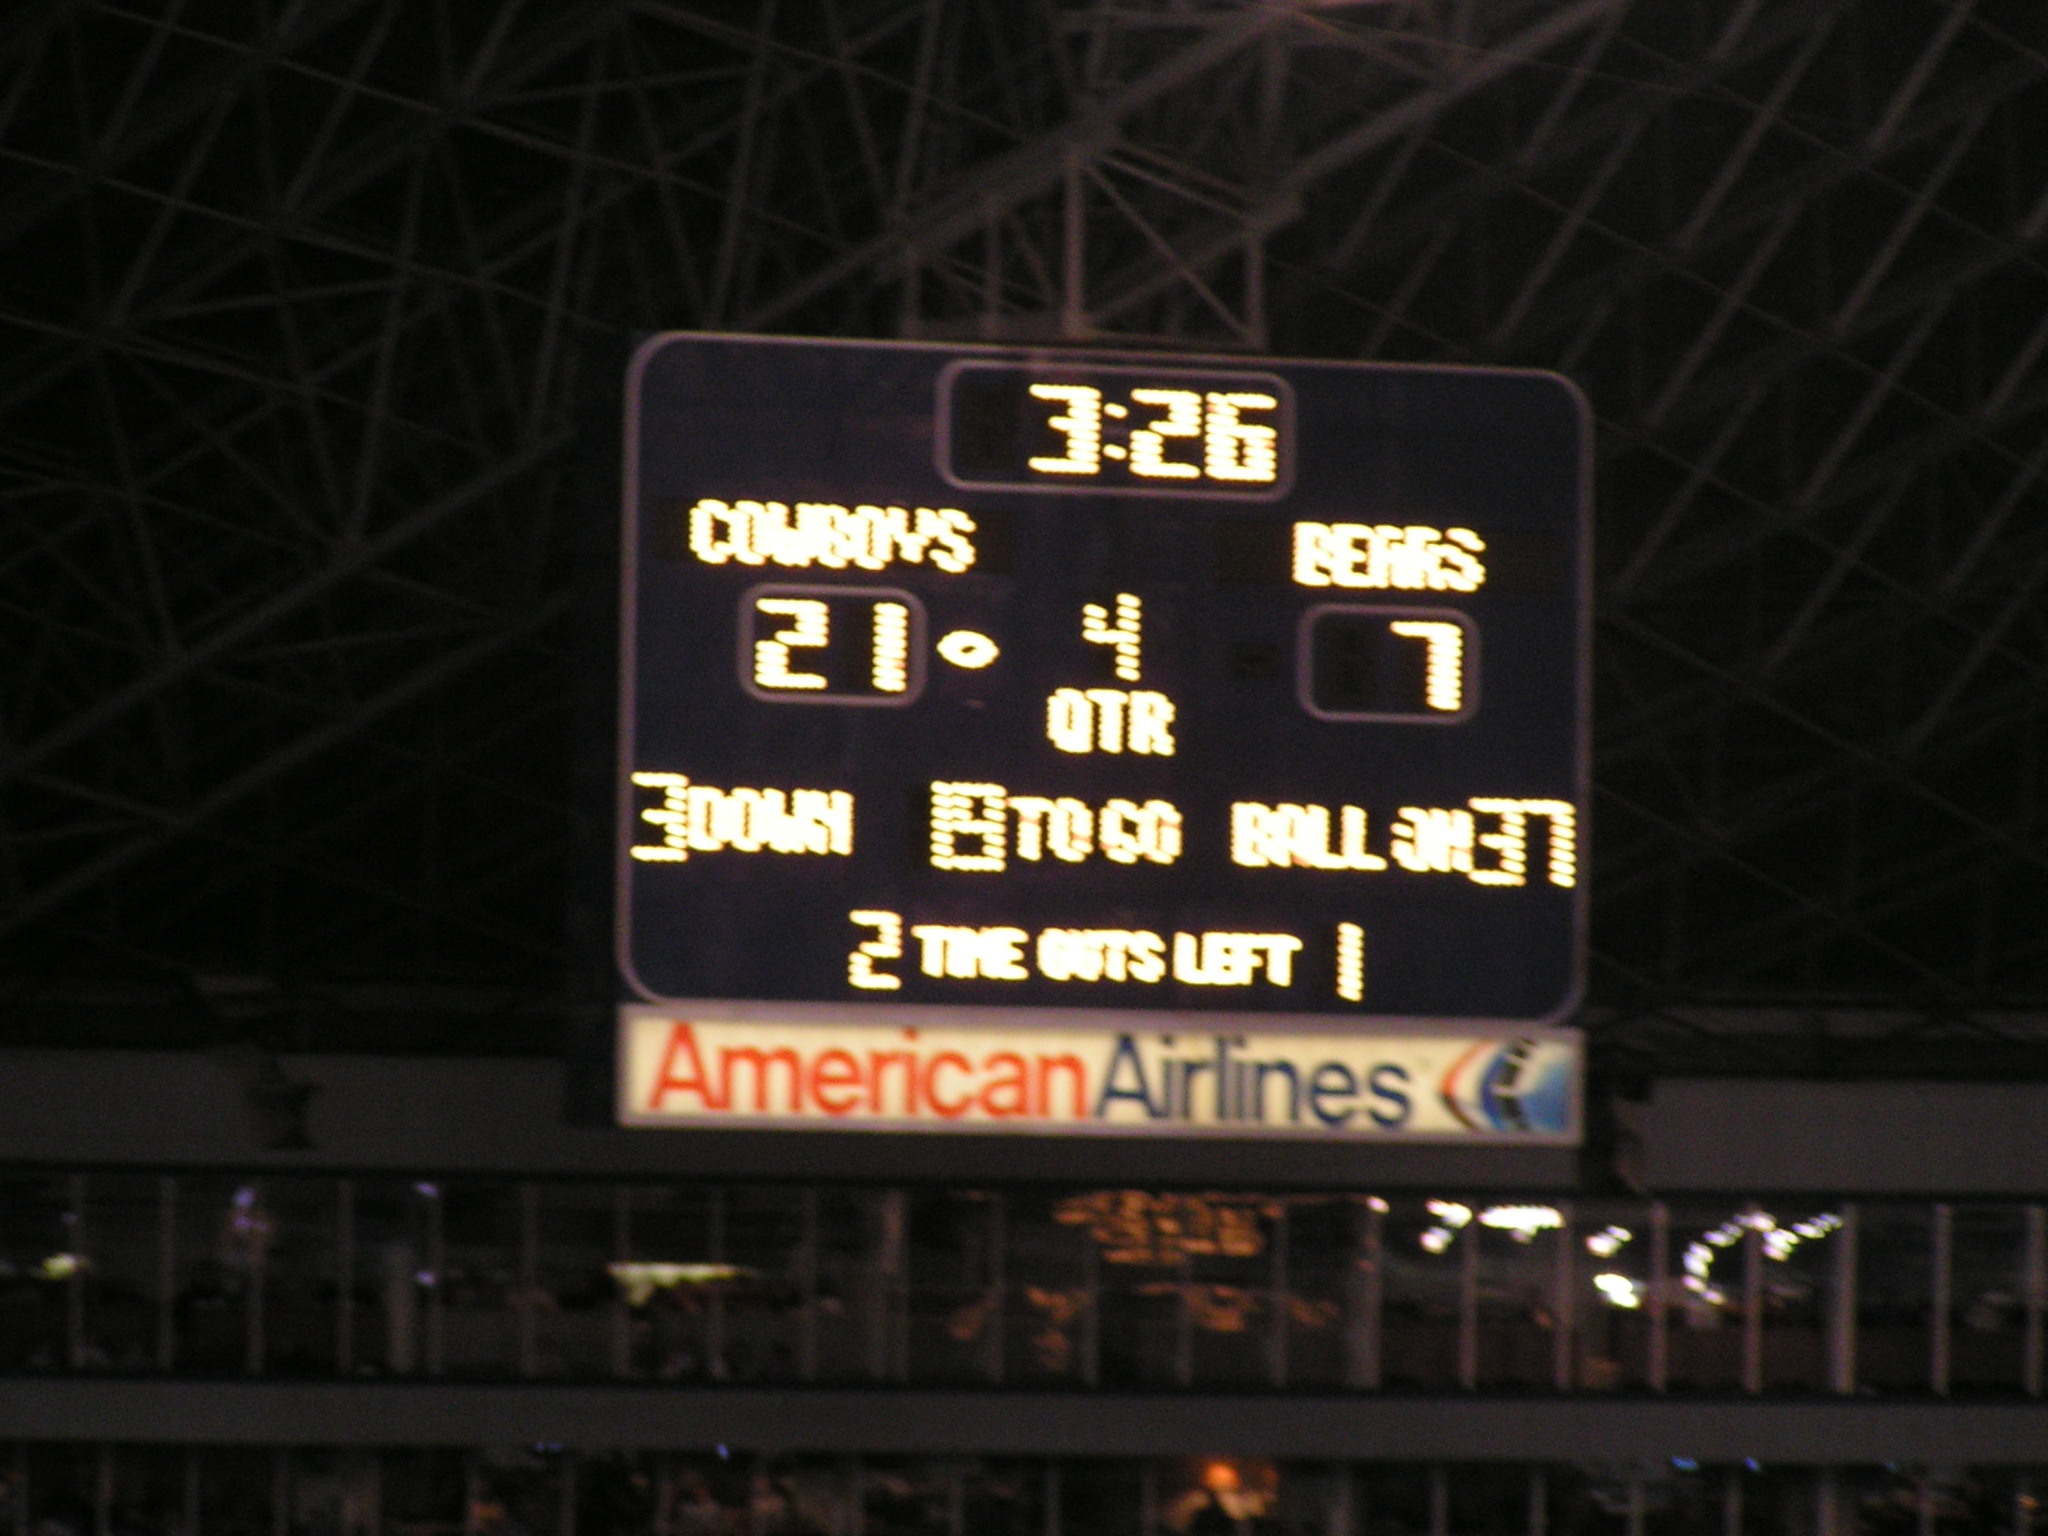 3:26
COWBOYS BEARS
21 4 7
QTR
3 DOWN 8 TO GO BALL ON 37
2 TIME OUTS LEFT 1
AmericanAirlines